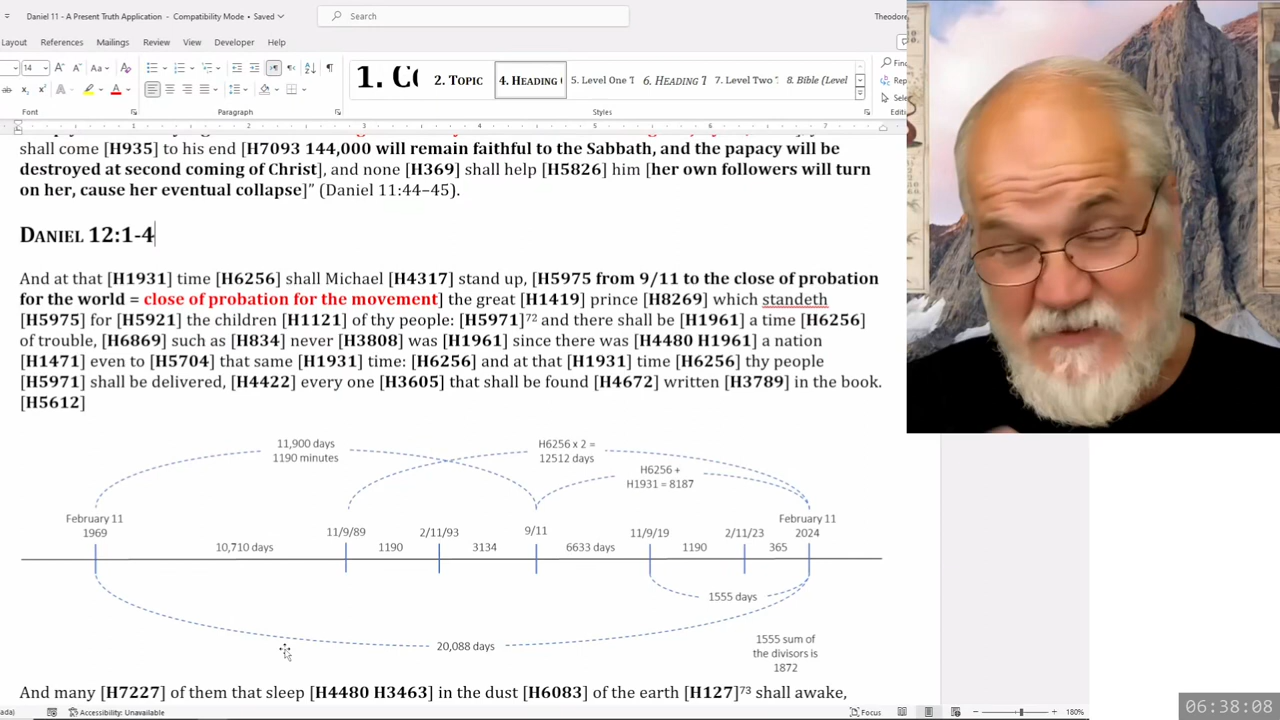 Daniel 11 - A Present Truth Application - Compatibility Mode • Saved
Search
Theodore
Layout References Mailings Review View Developer Help
14 Aa
1. 2. TOPIC 4. HEADING 5. Level One T 6. HEADING T 7. Level Two 8. Bible (Level
Font Paragraph Styles
shall come [H935] to his end [H7093 144,000 will remain faithful to the Sabbath, and the papacy will be
destroyed at second coming of Christ], and none [H369] shall help [H5826] him [her own followers will turn
on her, cause her eventual collapse]” (Daniel 11:44–45).
DANIEL 12:1-4
And at that [H1931] time [H6256] shall Michael [H4317] stand up, [H5975 from 9/11 to the close of probation
for the world = close of probation for the movement] the great [H1419] prince [H8269] which standeth
[H5975] for [H5921] the children [H1121] of thy people: [H5971]72 and there shall be [H1961] a time [H6256]
of trouble, [H6869] such as [H834] never [H3808] was [H1961] since there was [H4480 H1961] a nation
[H1471] even to [H5704] that same [H1931] time: [H6256] and at that [H1931] time [H6256] thy people
[H5971] shall be delivered, [H4422] every one [H3605] that shall be found [H4672] written [H3789] in the book.
[H5612]
11,900 days
1190 minutes
H6256 x 2 =
12512 days
H6256 +
H1931 = 8187
February 11
1969
11/9/89
2/11/93
9/11
11/9/19
2/11/23
February 11
2024
10,710 days 1190 3134 6633 days 1190 365
1555 days
20,088 days
1555 sum of
the divisors is
1872
And many [H7227] of them that sleep [H4480 H3463] in the dust [H6083] of the earth [H127]73 shall awake,
Accessibility: Unavailable
Focus
180%
06:38:08